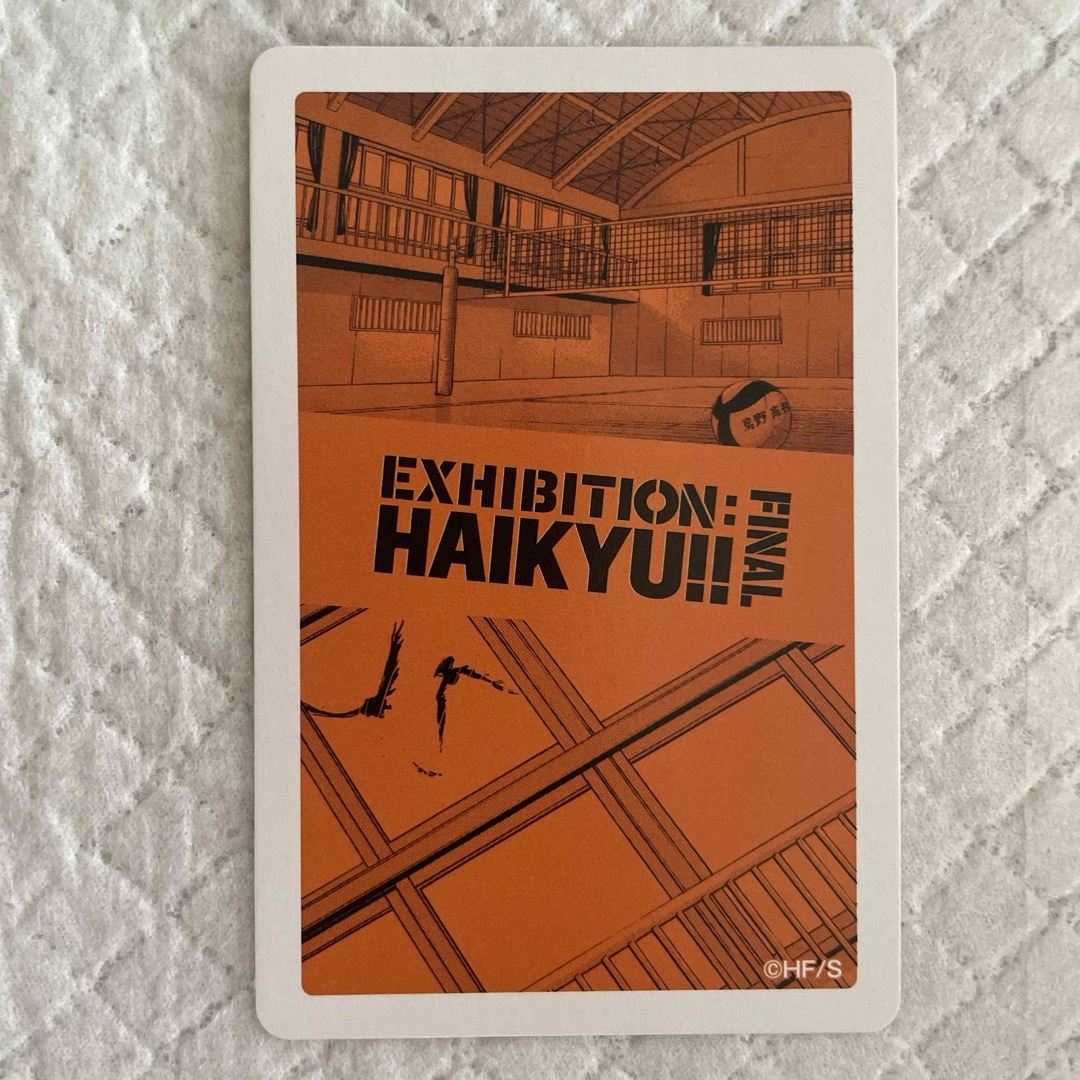 烏野高校
EXHIBITION:
HAIKYU!!
FINAL
©HF/S